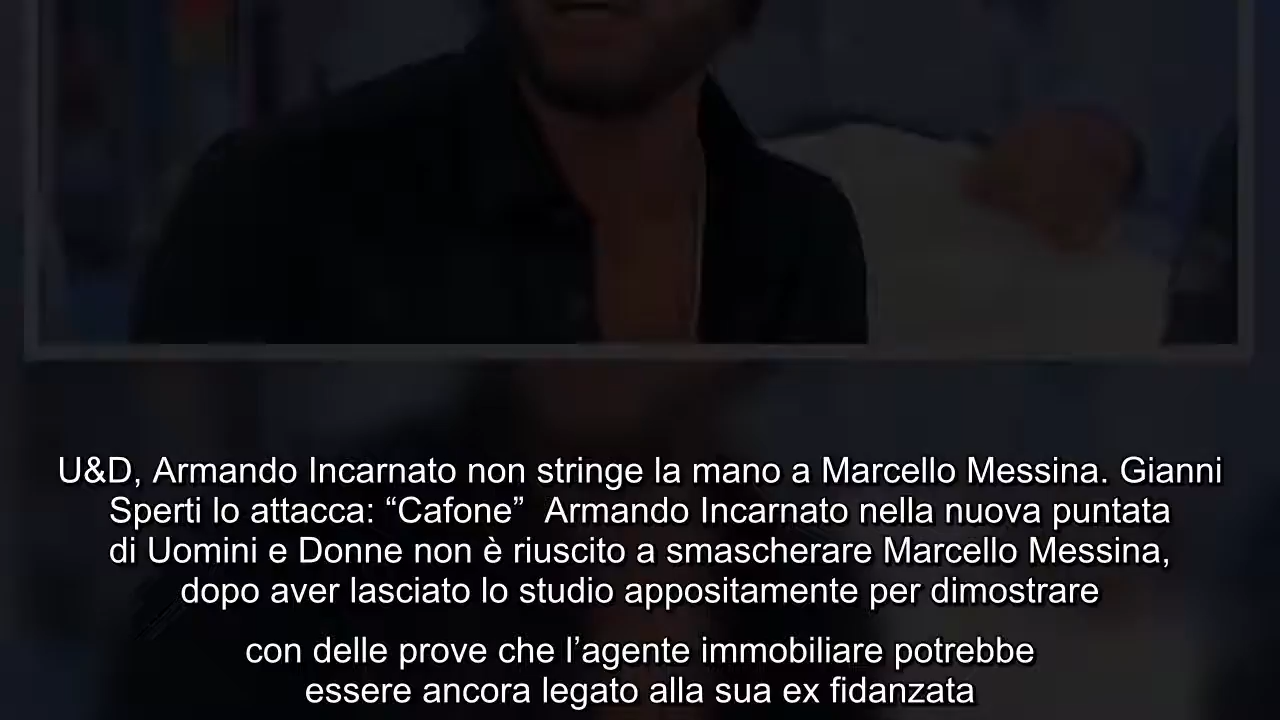 U&D, Armando Incarnato non stringe la mano a Marcello Messina. Gianni
Sperti lo attacca: “Cafone”  Armando Incarnato nella nuova puntata
di Uomini e Donne non è riuscito a smascherare Marcello Messina,
dopo aver lasciato lo studio appositamente per dimostrare
con delle prove che l’agente immobiliare potrebbe
essere ancora legato alla sua ex fidanzata